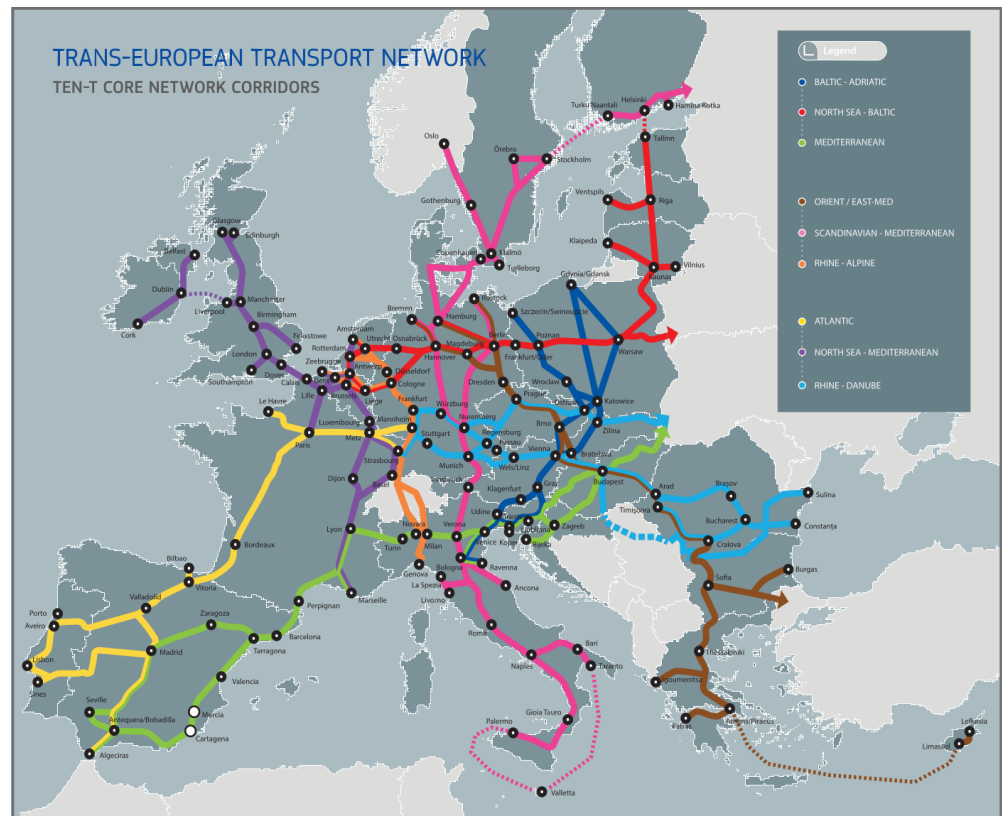 TRANS-EUROPEAN TRANSPORT NETWORK
TEN-T CORE NETWORK CORRIDORS
Legend
BALTIC - ADRIATIC
NORTH SEA - BALTIC
MEDITERRANEAN
ORIENT / EAST-MED
SCANDINAVIAN - MEDITERRANEAN
RHINE - ALPINE
ATLANTIC
NORTH SEA - MEDITERRANEAN
RHINE - DANUBE
Helsinki
Turku Naantali
Hamina Kotka
Oslo
Örebro
Stockholm
Tallinn
Ventspils
Riga
Gothenburg
Klaipeda
Glasgow
Edinburgh
Belfast
Copenhagen
Malmö
Trelleborg
Kaunas
Vilnius
Gdynia/Gdansk
Dublin
Liverpool
Manchester
Cork
Birmingham
Felixstowe
Rostock
Szczecin/Swinoujscie
Bremen
Hamburg
Amsterdam
Utrecht
Osnabrück
Rotterdam
Hannover
Magdeburg
Berlin
Frankfurt/Oder
Poznan
Warsaw
London
Dover
Southampton
Calais
Zeebrugge
Gent
Antwerp
Düsseldorf
Cologne
Lille
Brussels
Liège
Dresden
Wroclaw
Katowice
Le Havre
Frankfurt
Würzburg
Prague
Ostrava
Luxembourg
Mannheim
Metz
Nuremberg
Regensburg
Brno
Zilina
Paris
Stuttgart
Passau
Strasbourg
Munich
Wels/Linz
Vienna
Bratislava
Dijon
Basel
Innsbruck
Klagenfurt
Graz
Budapest
Arad
Timişoara
Braşov
Sulina
Udine
Lyon
Novara
Verona
Venice
Koper
Ljubljana
Zagreb
Rijeka
Bucharest
Constanţa
Craiova
Turin
Milan
Bordeaux
Bilbao
Genova
Bologna
Ravenna
La Spezia
Ancona
Livorno
Vitoria
Valladolid
Marseille
Perpignan
Sofia
Burgas
Porto
Aveiro
Zaragoza
Barcelona
Tarragona
Rome
Lisbon
Madrid
Naples
Bari
Taranto
Thessaloniki
Igoumenitsa
Sines
Valencia
Seville
Murcia
Antequera/Bobadilla
Cartagena
Gioia Tauro
Palermo
Patras
Athens/Piraeus
Lefkosia
Limassol
Algeciras
Valletta